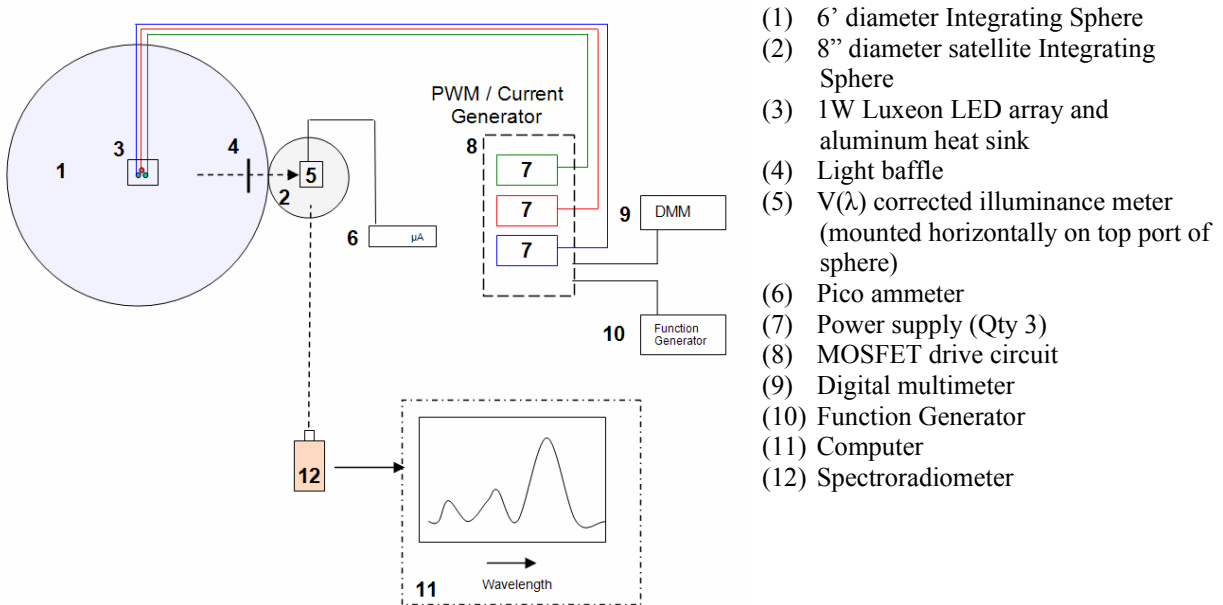 1
3
4
2
5
6
µA
PWM / Current
Generator
8
7
7
7
9
DMM
10
Function
Generator
12
11
Wavelength
(1) 6’ diameter Integrating Sphere
(2) 8” diameter satellite Integrating
Sphere
(3) 1W Luxeon LED array and
aluminum heat sink
(4) Light baffle
(5) V(λ) corrected illuminance meter
(mounted horizontally on top port of
sphere)
(6) Pico ammeter
(7) Power supply (Qty 3)
(8) MOSFET drive circuit
(9) Digital multimeter
(10) Function Generator
(11) Computer
(12) Spectroradiometer